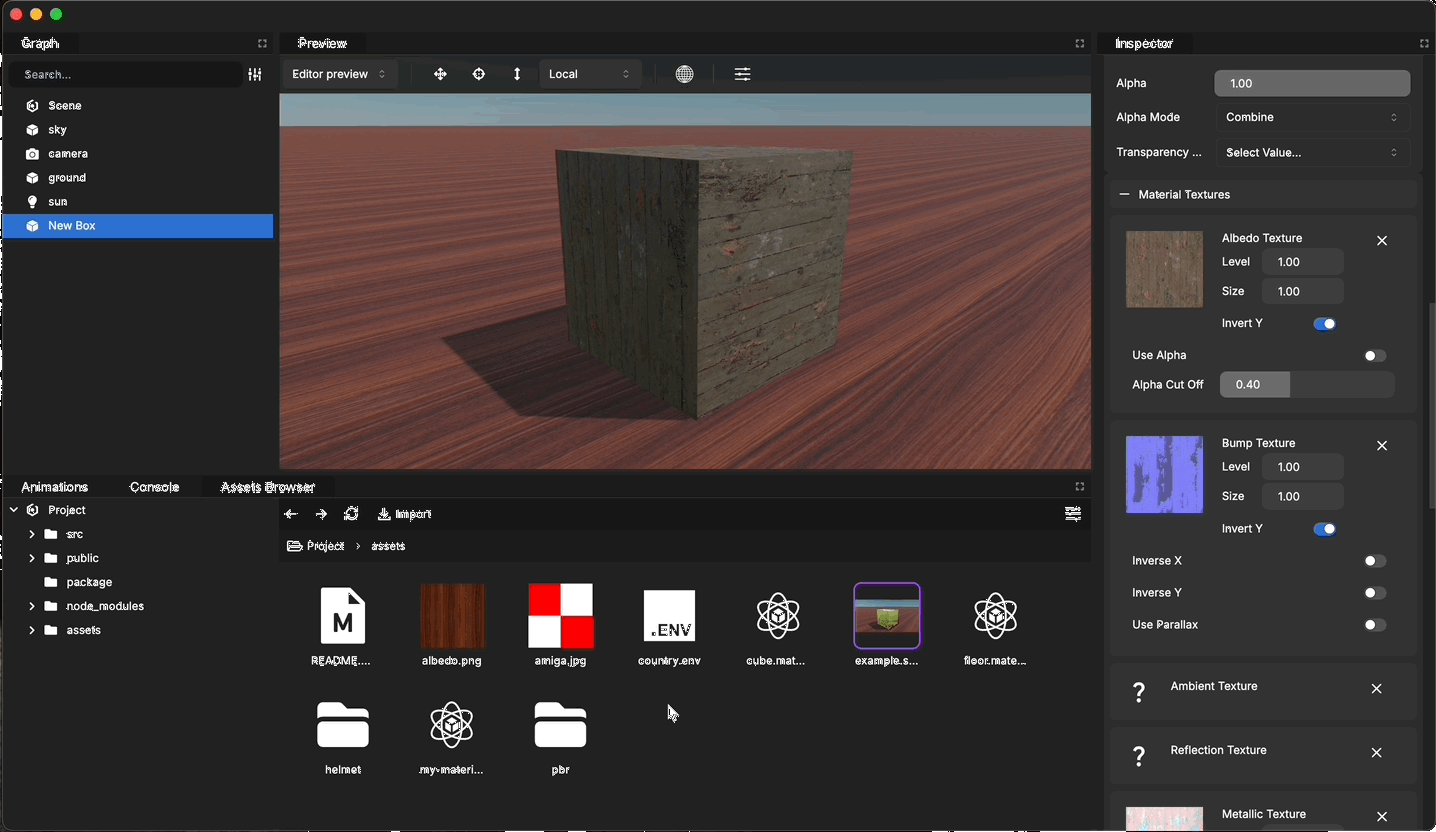 Graph
Preview
Inspector
Search...
Editor preview
Local
Scene
sky
camera
ground
sun
New Box
Alpha
1.00
Alpha Mode
Combine
Transparency ...
Select Value...
Material Textures
Albedo Texture
Level
1.00
Size
1.00
Invert Y
Use Alpha
Alpha Cut Off
0.40
Bump Texture
Level
1.00
Size
1.00
Invert Y
Inverse X
Inverse Y
Use Parallax
Ambient Texture
Reflection Texture
Metallic Texture
Animations
Console
Assets Browser
Project
src
public
package
node_modules
assets
Import
Project > assets
M
.ENV
README....
albedo.png
amiga.jpg
country.env
cube.mat...
example.s...
floor.mate...
helmet
my-materi...
pbr